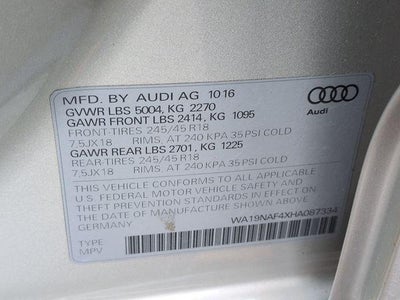 MFD. BY AUDI AG 10 16
GVWR LBS 5004, KG 2270
GAWR FRONT LBS 2414, KG 1095
FRONT-TIRES 245/45 R18
7.5JX18 RIMS, AT 240 KPA 35 PSI COLD
GAWR REAR LBS 2701, KG 1225
REAR-TIRES 245/45 R18
7.5JX18 RIMS, AT 240 KPA 35 PSI COLD
THIS VEHICLE CONFORMS TO ALL APPLICABLE
U.S. FEDERAL MOTOR VEHICLE SAFETY
STANDARDS IN EFFECT ON THE
DATE OF MANUFACTURE SHOWN ABOVE
GERMANY
WA19NAF4XHA087334
TYPE
MPV
Audi